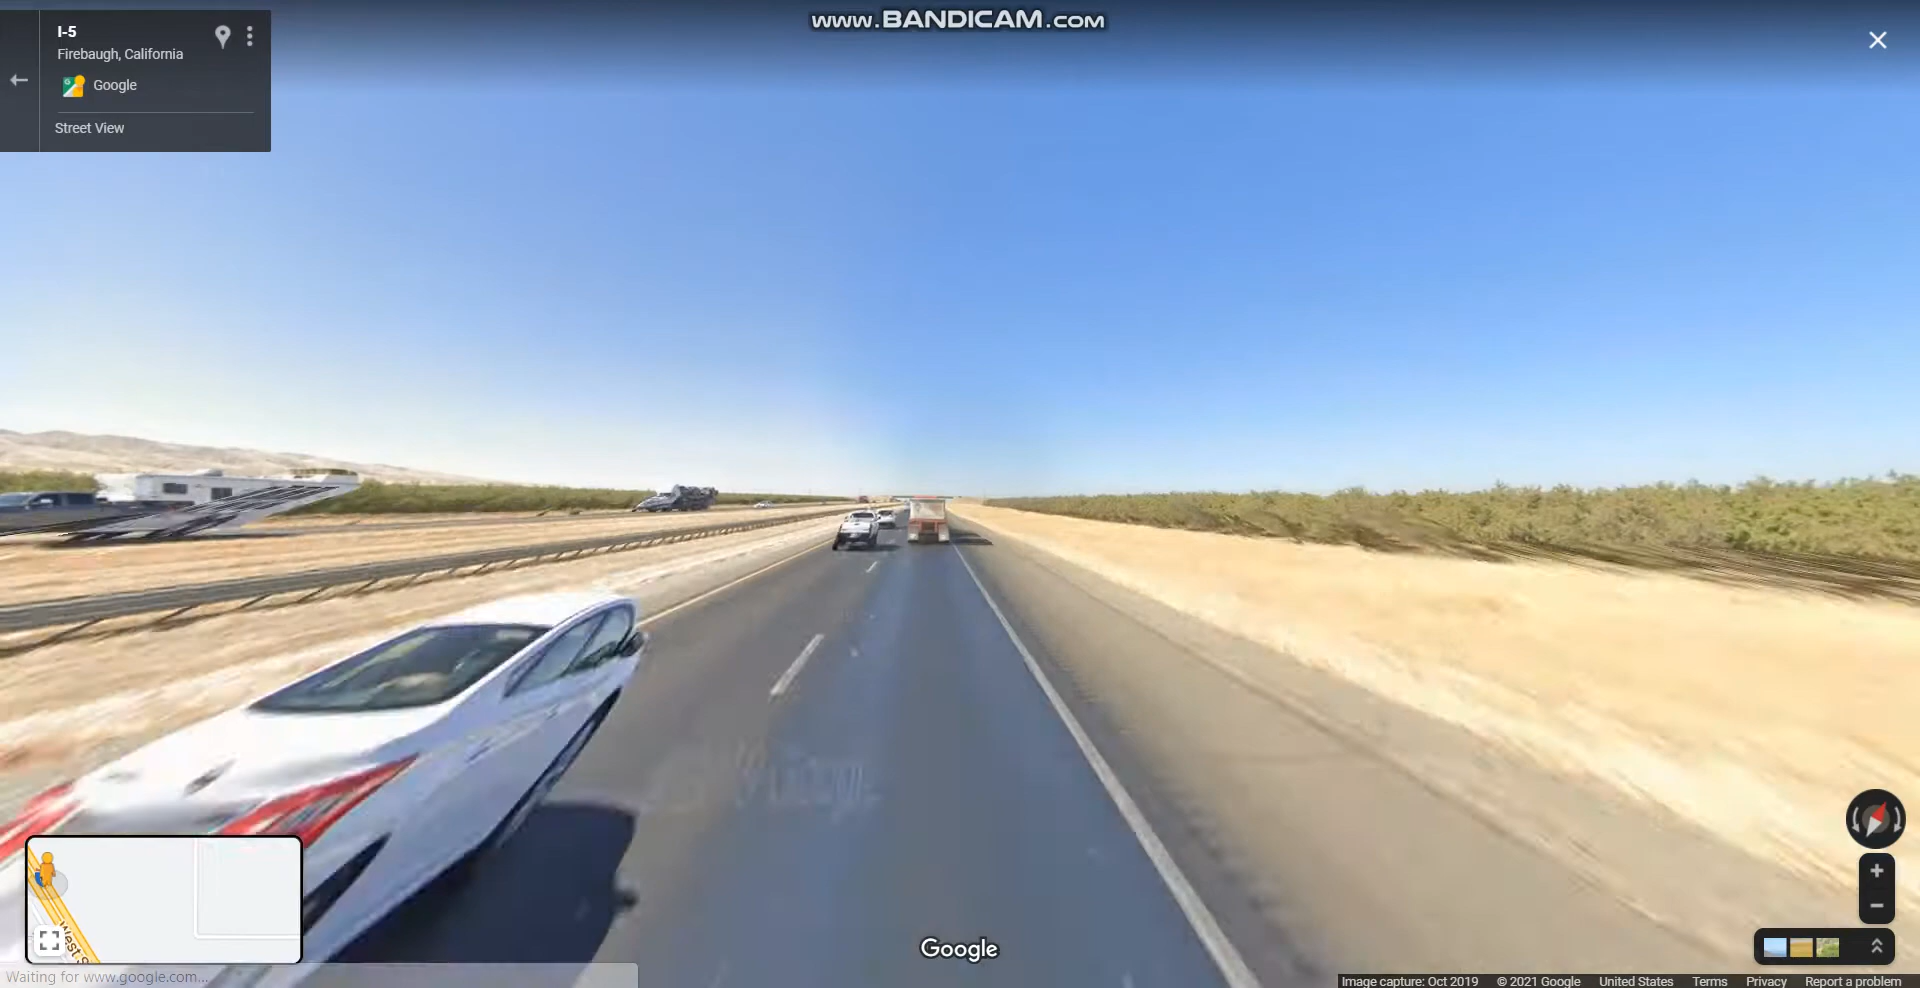 www.BANDICAM.com
I-5
Firebaugh, California
Google
Street View
West S
Google
Waiting for www.google.com...
Image capture: Oct 2019 © 2021 Google United States Terms Privacy Report a problem